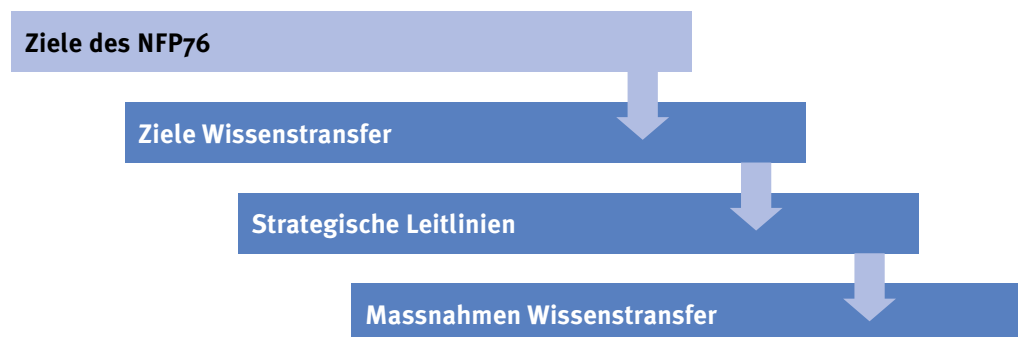 Ziele des NFP76
Ziele Wissenstransfer
Strategische Leitlinien
Massnahmen Wissenstransfer